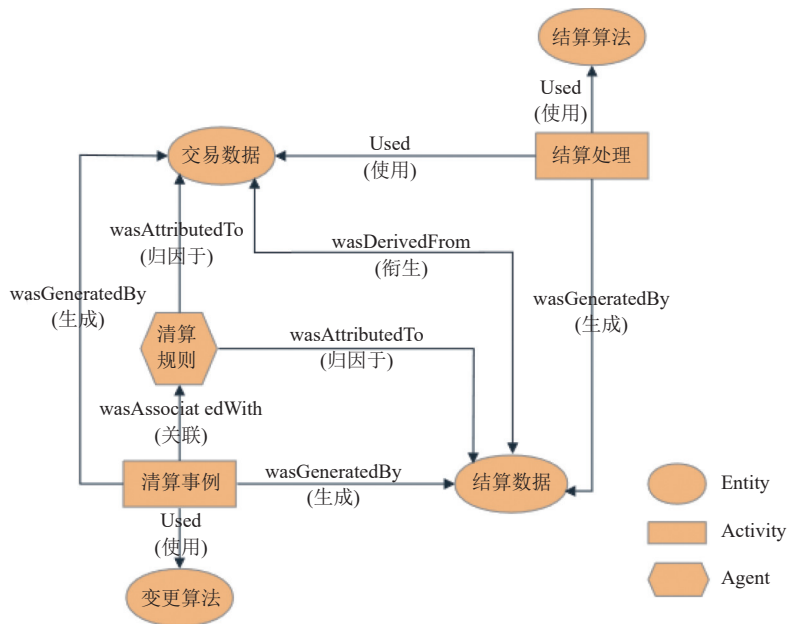 结算算法
Used
(使用)
交易数据
Used
(使用)
结算处理
wasAttributedTo
(归因于)
wasDerivedFrom
(衍生)
wasGeneratedBy
(生成)
wasGeneratedBy
(生成)
清算
规则
wasAttributedTo
(归因于)
wasAssociat edWith
(关联)
清算事例
wasGeneratedBy
(生成)
结算数据
Entity
Used
(使用)
Activity
变更算法
Agent